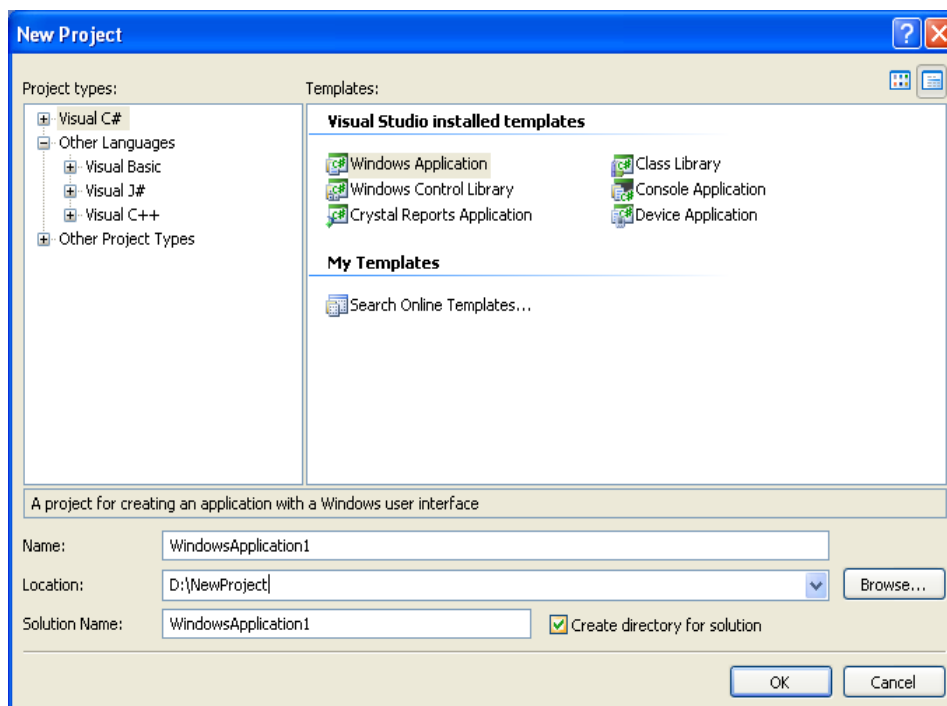 New Project
Project types:
Templates:
Visual C#
Other Languages
Visual Basic
Visual J#
Visual C++
Other Project Types
Visual Studio installed templates
Windows Application
Class Library
Windows Control Library
Console Application
Crystal Reports Application
Device Application
My Templates
Search Online Templates...
A project for creating an application with a Windows user interface
Name: WindowsApplication1
Location: D:\NewProject Browse...
Solution Name: WindowsApplication1 Create directory for solution
OK Cancel